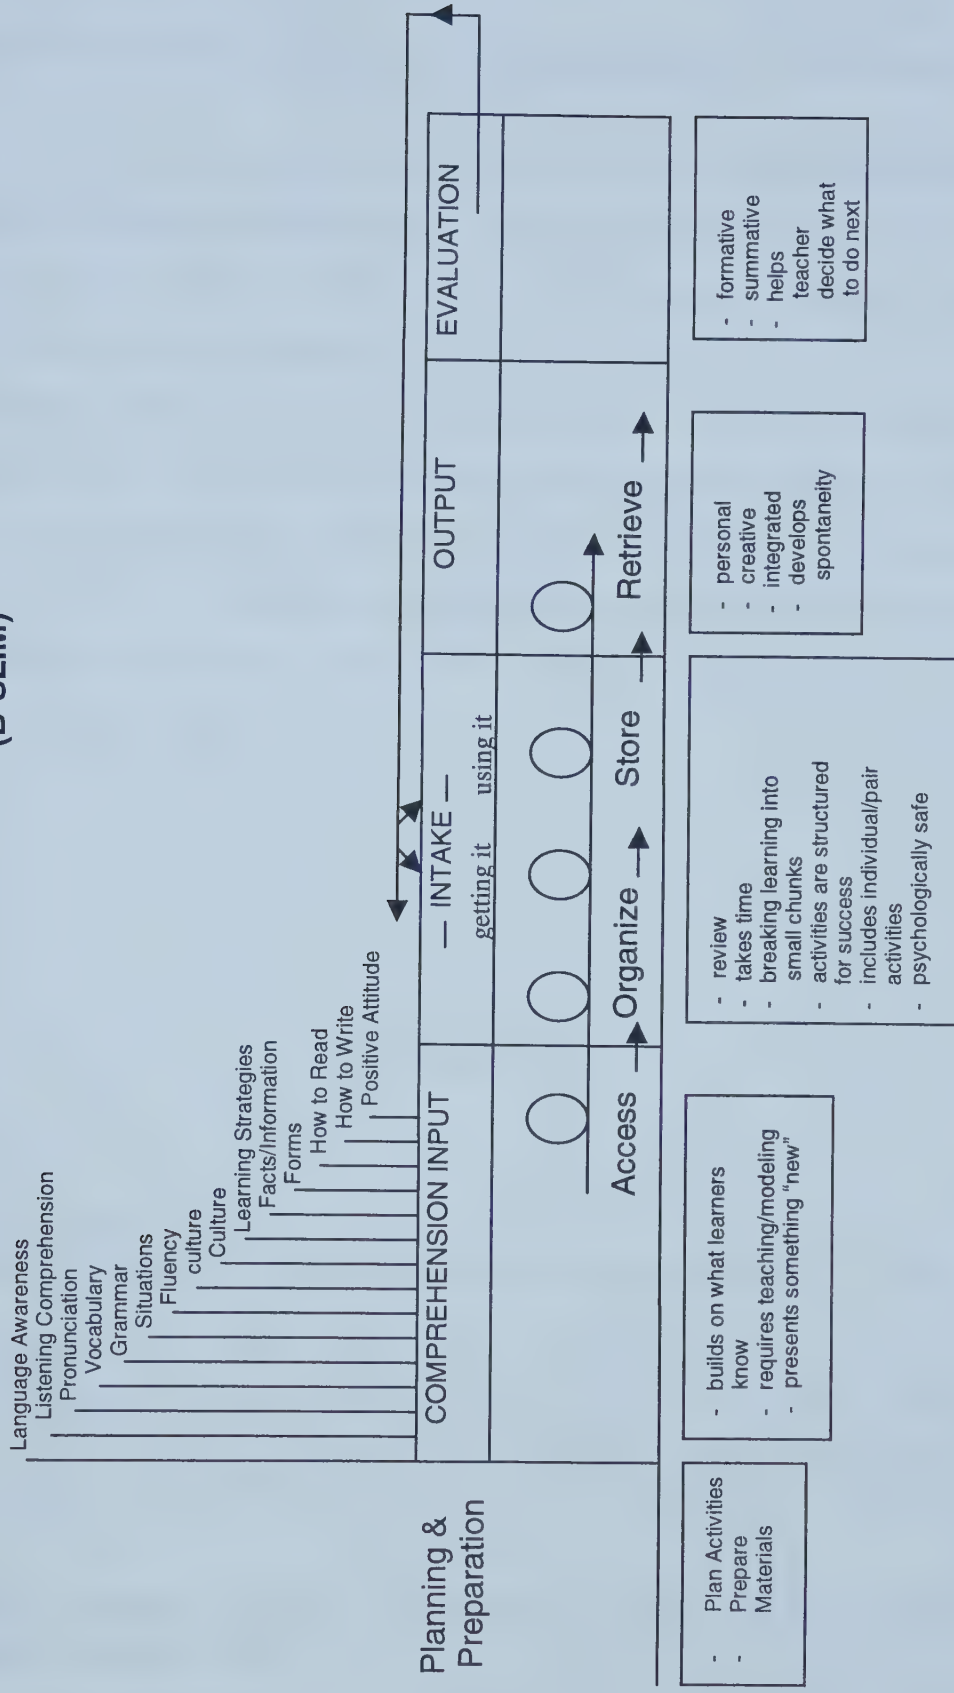 Language Awareness
Listening Comprehension
Pronunciation
Vocabulary
Grammar
Situations
Fluency
culture
Culture
Learning Strategies
Facts/Information
Forms
How to Read
How to Write
Positive Attitude
Planning &
Preparation
COMPREHENSION INPUT
— INTAKE —
getting it using it
OUTPUT
EVALUATION
Access
Organize
Store
Retrieve
- Plan Activities
- Prepare
Materials
- builds on what learners
know
- requires teaching/modeling
- presents something “new”
- review
- takes time
- breaking learning into
small chunks
- activities are structured
for success
- includes individual/pair
activities
- psychologically safe
- personal
- creative
- integrated
- develops
spontaneity
- formative
- summative
- helps
teacher
decide what
to do next